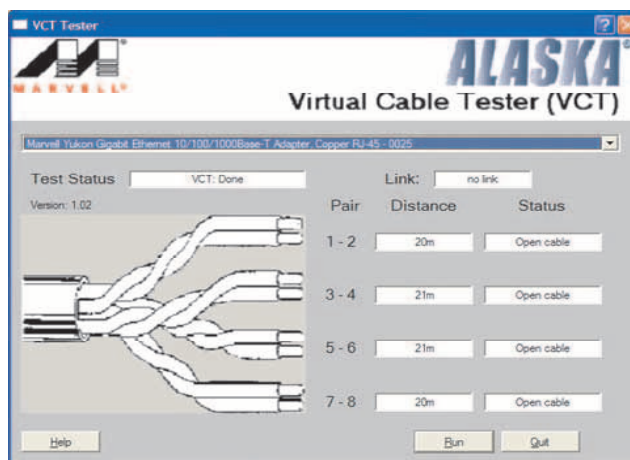 VCT Tester
MARVELL®
ALASKA®
Virtual Cable Tester (VCT)
Marvell Yukon Gigabit Ethernet 10/100/1000Base-T Adapter, Copper RJ-45 - 0025
Test Status VCT: Done Link: no link
Version: 1.02
Pair Distance Status
1 - 2 20m Open cable
3 - 4 21m Open cable
5 - 6 21m Open cable
7 - 8 20m Open cable
Help Run Quit